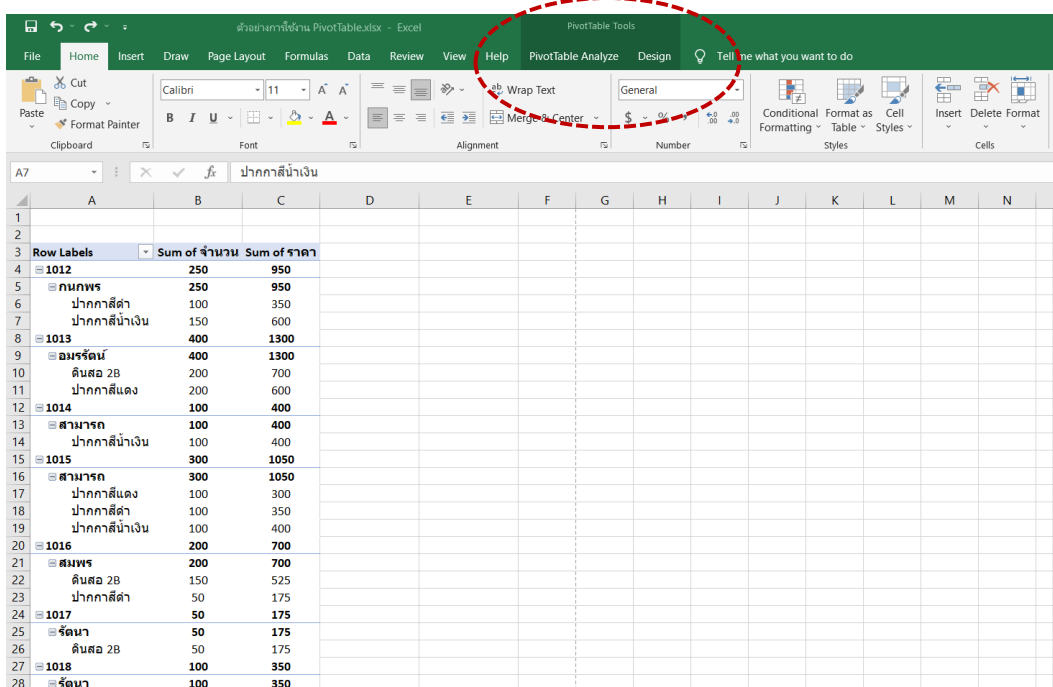 ตัวอย่างการใช้งาน PivotTable.xlsx - Excel
PivotTable Tools
File Home Insert Draw Page Layout Formulas Data Review View Help PivotTable Analyze Design Tell me what you want to do
Paste
Cut
Copy
Format Painter
Clipboard
Calibri 11 A A
B I U A
Font
Wrap Text
Merge & Center
Alignment
General
$ % ,
Number
Conditional Formatting
Format as Table
Cell Styles
Styles
Insert Delete Format
Cells
A7 fx ปากกาสีน้ำเงิน
A B C D E F G H I J K L M N
1
2
3 Row Labels Sum of จำนวน Sum of ราคา
4 1012 250 950
5 กนกพร 250 950
6 ปากกาสีดำ 100 350
7 ปากกาสีน้ำเงิน 150 600
8 1013 400 1300
9 อมรรัตน์ 400 1300
10 ดินสอ 2B 200 700
11 ปากกาสีแดง 200 600
12 1014 100 400
13 สามารถ 100 400
14 ปากกาสีน้ำเงิน 100 400
15 1015 300 1050
16 สามารถ 300 1050
17 ปากกาสีแดง 100 300
18 ปากกาสีดำ 100 350
19 ปากกาสีน้ำเงิน 100 400
20 1016 200 700
21 สมพร 200 700
22 ดินสอ 2B 150 525
23 ปากกาสีดำ 50 175
24 1017 50 175
25 รัตนา 50 175
26 ดินสอ 2B 50 175
27 1018 100 350
28 รัตนา 100 350